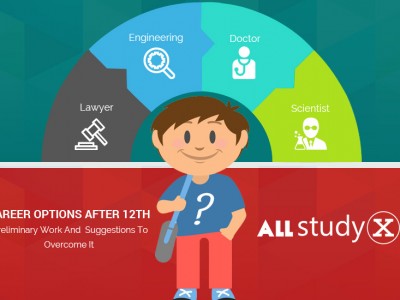 Engineering
Doctor
Lawyer
Scientist
?
AREER OPTIONS AFTER 12TH
reliminary Work And Suggestions To
Overcome It
ALL study X